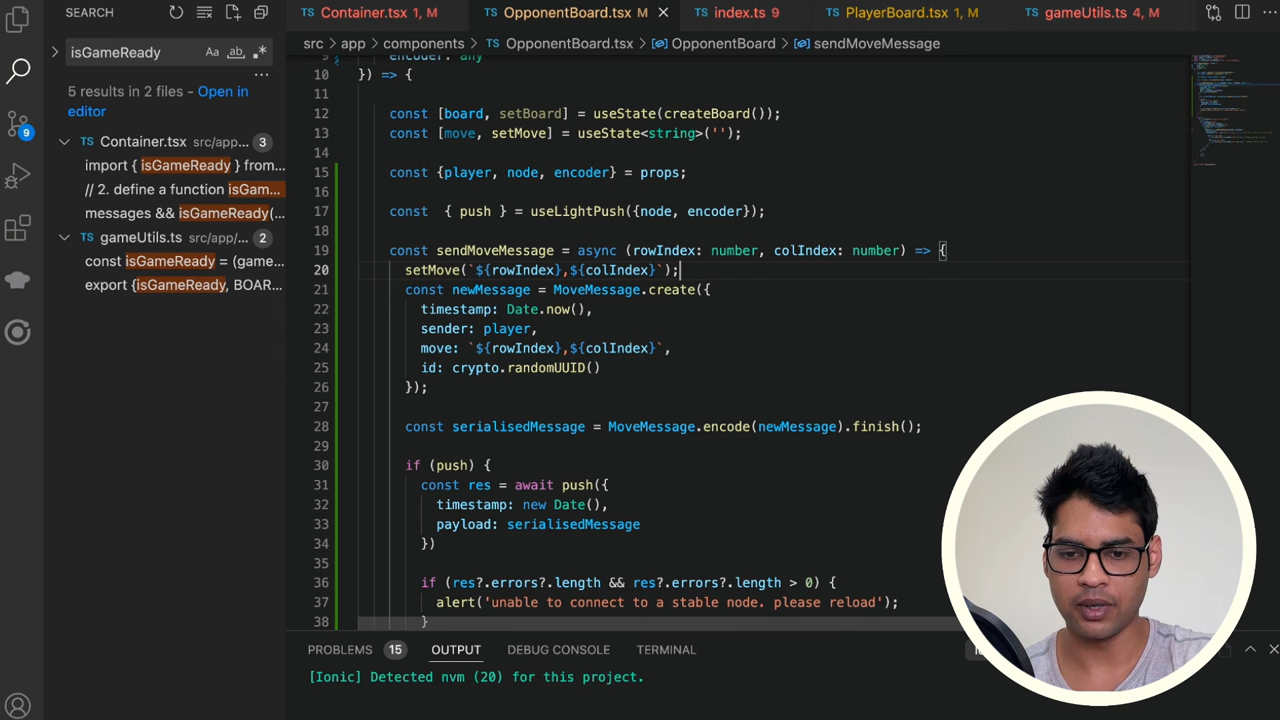 SEARCH
Container.tsx 1, M
OpponentBoard.tsx M
index.ts 9
PlayerBoard.tsx 1, M
gameUtils.ts 4, M
isGameReady
Aa ab .*
5 results in 2 files - Open in
editor
Container.tsx src/app... 3
import { isGameReady } from...
// 2. define a function isGam...
messages && isGameReady(...
gameUtils.ts src/app/... 2
const isGameReady = (game...
export {isGameReady, BOAR...
9
src > app > components > OpponentBoard.tsx > OpponentBoard > sendMoveMessage
9 encoder: any
10 }) => {
11
12 const [board, setBoard] = useState(createBoard());
13 const [move, setMove] = useState<string>('');
14
15 const {player, node, encoder} = props;
16
17 const  { push } = useLightPush({node, encoder});
18
19 const sendMoveMessage = async (rowIndex: number, colIndex: number) => {
20 setMove(`${rowIndex},${colIndex}`);
21 const newMessage = MoveMessage.create({
22 timestamp: Date.now(),
23 sender: player,
24 move: `${rowIndex},${colIndex}`,
25 id: crypto.randomUUID()
26 });
27
28 const serialisedMessage = MoveMessage.encode(newMessage).finish();
29
30 if (push) {
31 const res = await push({
32 timestamp: new Date(),
33 payload: serialisedMessage
34 })
35
36 if (res?.errors?.length && res?.errors?.length > 0) {
37 alert('unable to connect to a stable node. please reload');
38 }
PROBLEMS 15 OUTPUT DEBUG CONSOLE TERMINAL
[Ionic] Detected nvm (20) for this project.